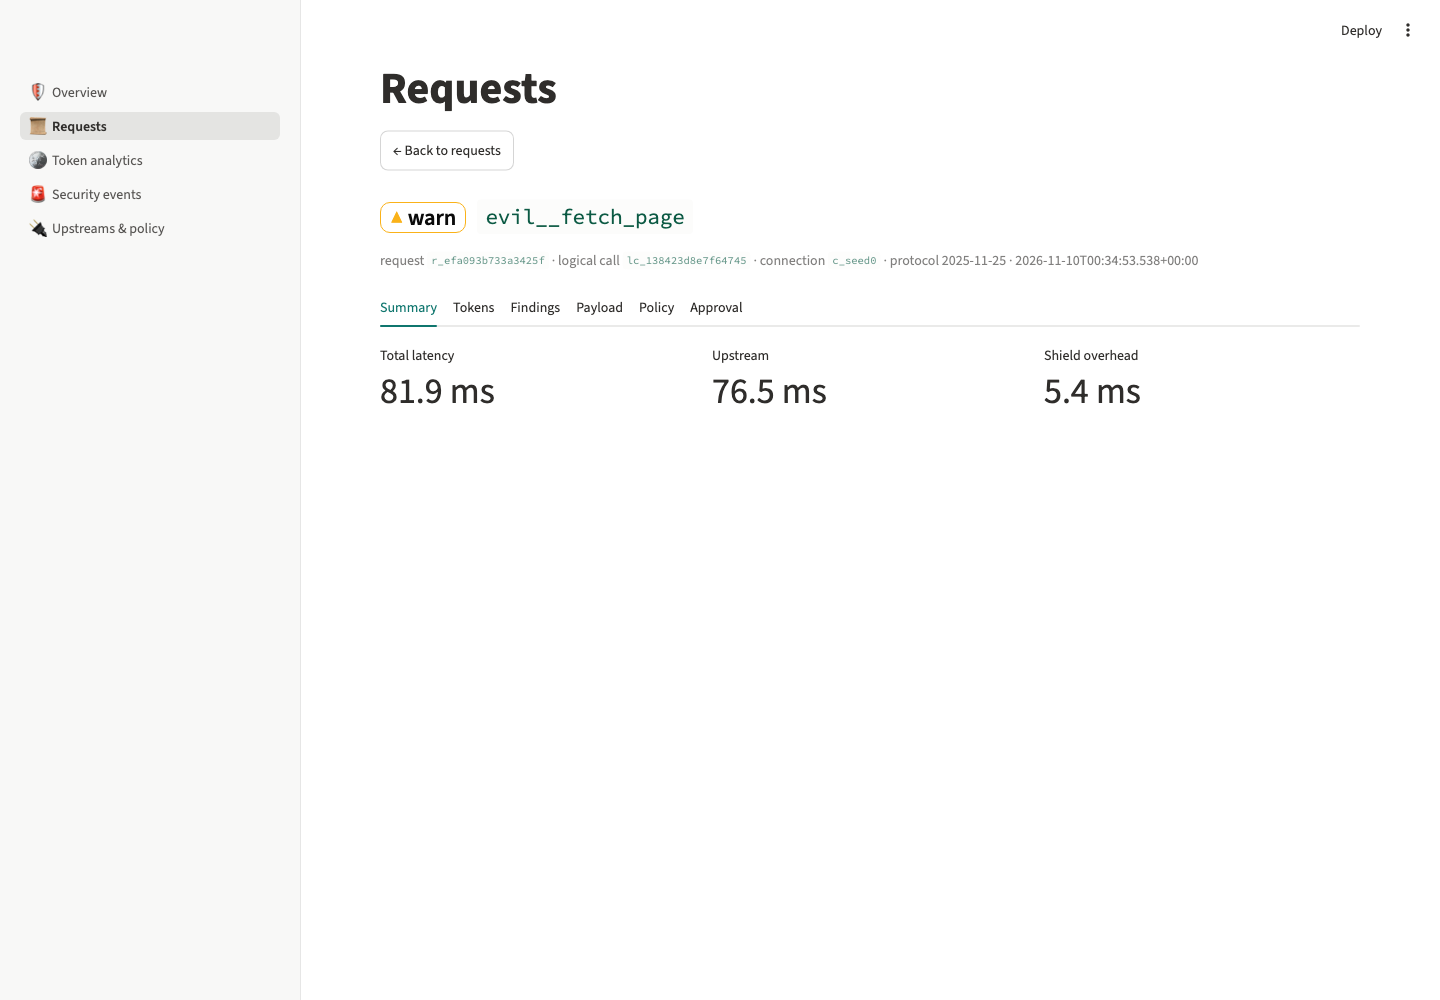 Deploy
Overview
Requests
Token analytics
Security events
Upstreams & policy
Requests
← Back to requests
warn evil__fetch_page
request r_efa093b733a3425f · logical call lc_138423d8e7f64745 · connection c_seed0 · protocol 2025-11-25 · 2026-11-10T00:34:53.538+00:00
Summary Tokens Findings Payload Policy Approval
Total latency Upstream Shield overhead
81.9 ms 76.5 ms 5.4 ms